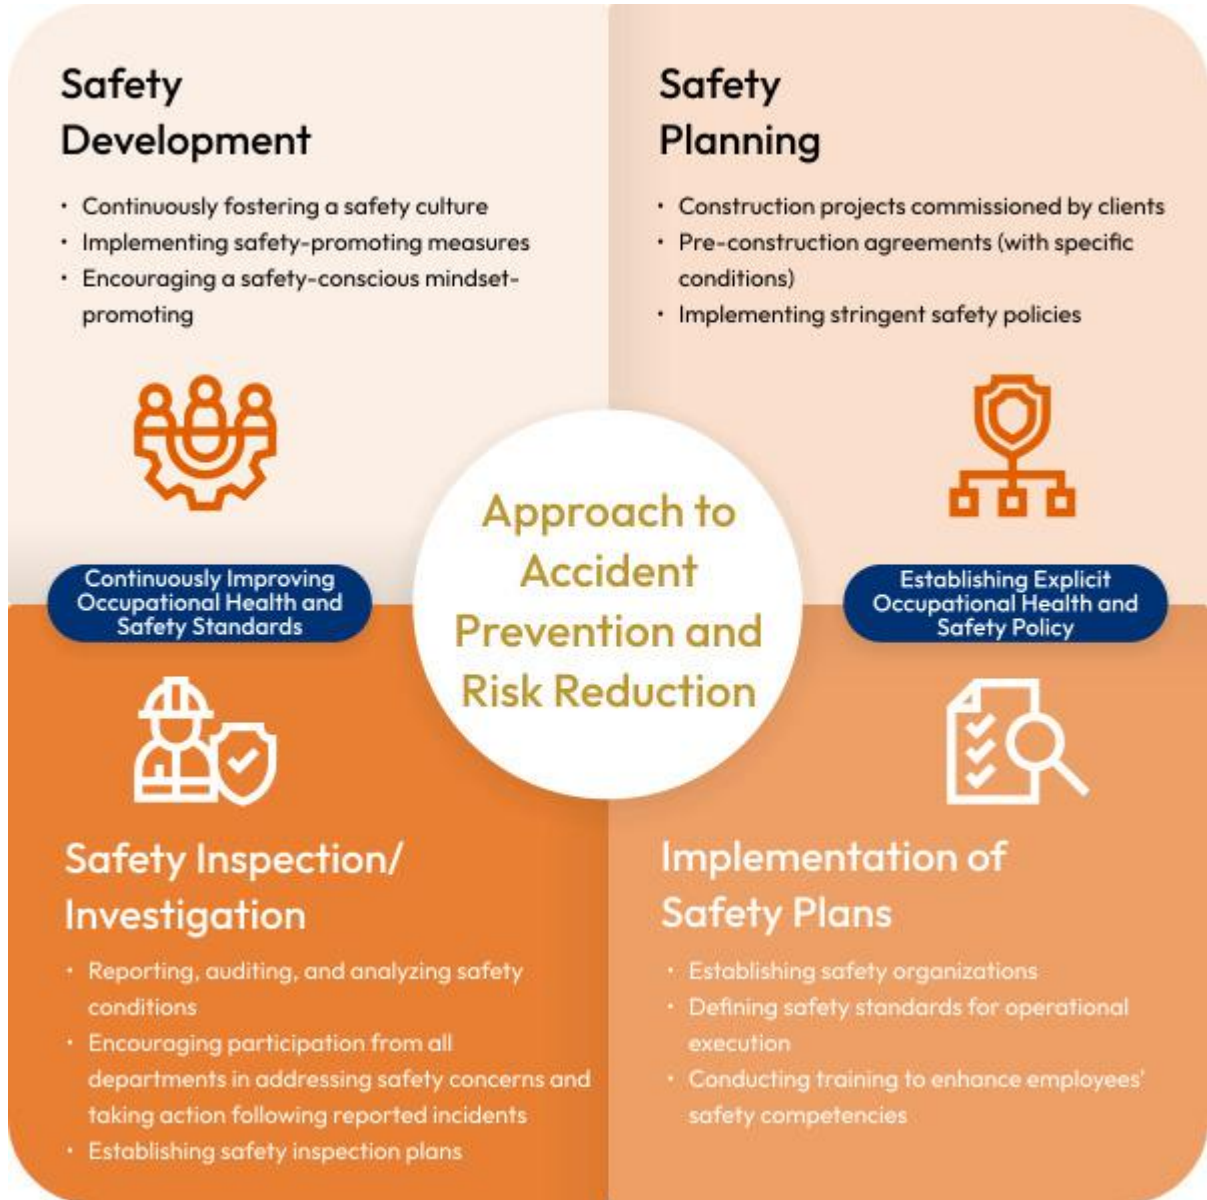 Safety
Development
• Continuously fostering a safety culture
• Implementing safety-promoting measures
• Encouraging a safety-conscious mindset-
promoting
Safety
Planning
• Construction projects commissioned by clients
• Pre-construction agreements (with specific
conditions)
• Implementing stringent safety policies
Approach to
Accident
Prevention and
Risk Reduction
Continuously Improving
Occupational Health and
Safety Standards
Establishing Explicit
Occupational Health and
Safety Policy
Safety Inspection/
Investigation
• Reporting, auditing, and analyzing safety
conditions
• Encouraging participation from all
departments in addressing safety concerns and
taking action following reported incidents
• Establishing safety inspection plans
Implementation of
Safety Plans
• Establishing safety organizations
• Defining safety standards for operational
execution
• Conducting training to enhance employees'
safety competencies